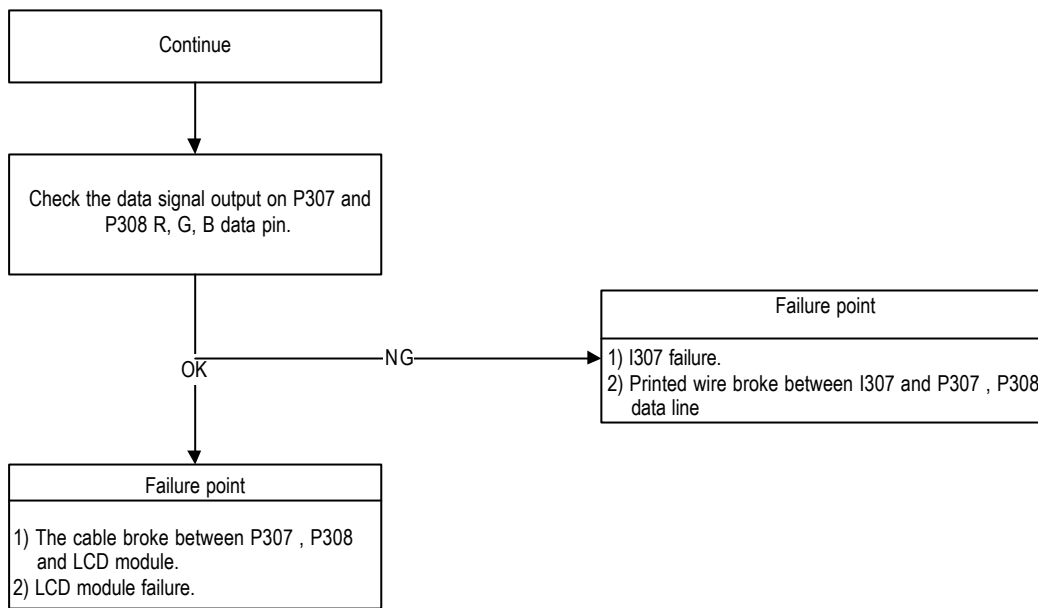 Continue
Check the data signal output on P307 and
P308 R, G, B data pin.
Failure point
NG
1) I307 failure.
OK
2) Printed wire broke between I307 and P307 , P308
data line
Failure point
1) The cable broke between P307 , P308
and LCD module.
2) LCD module failure.